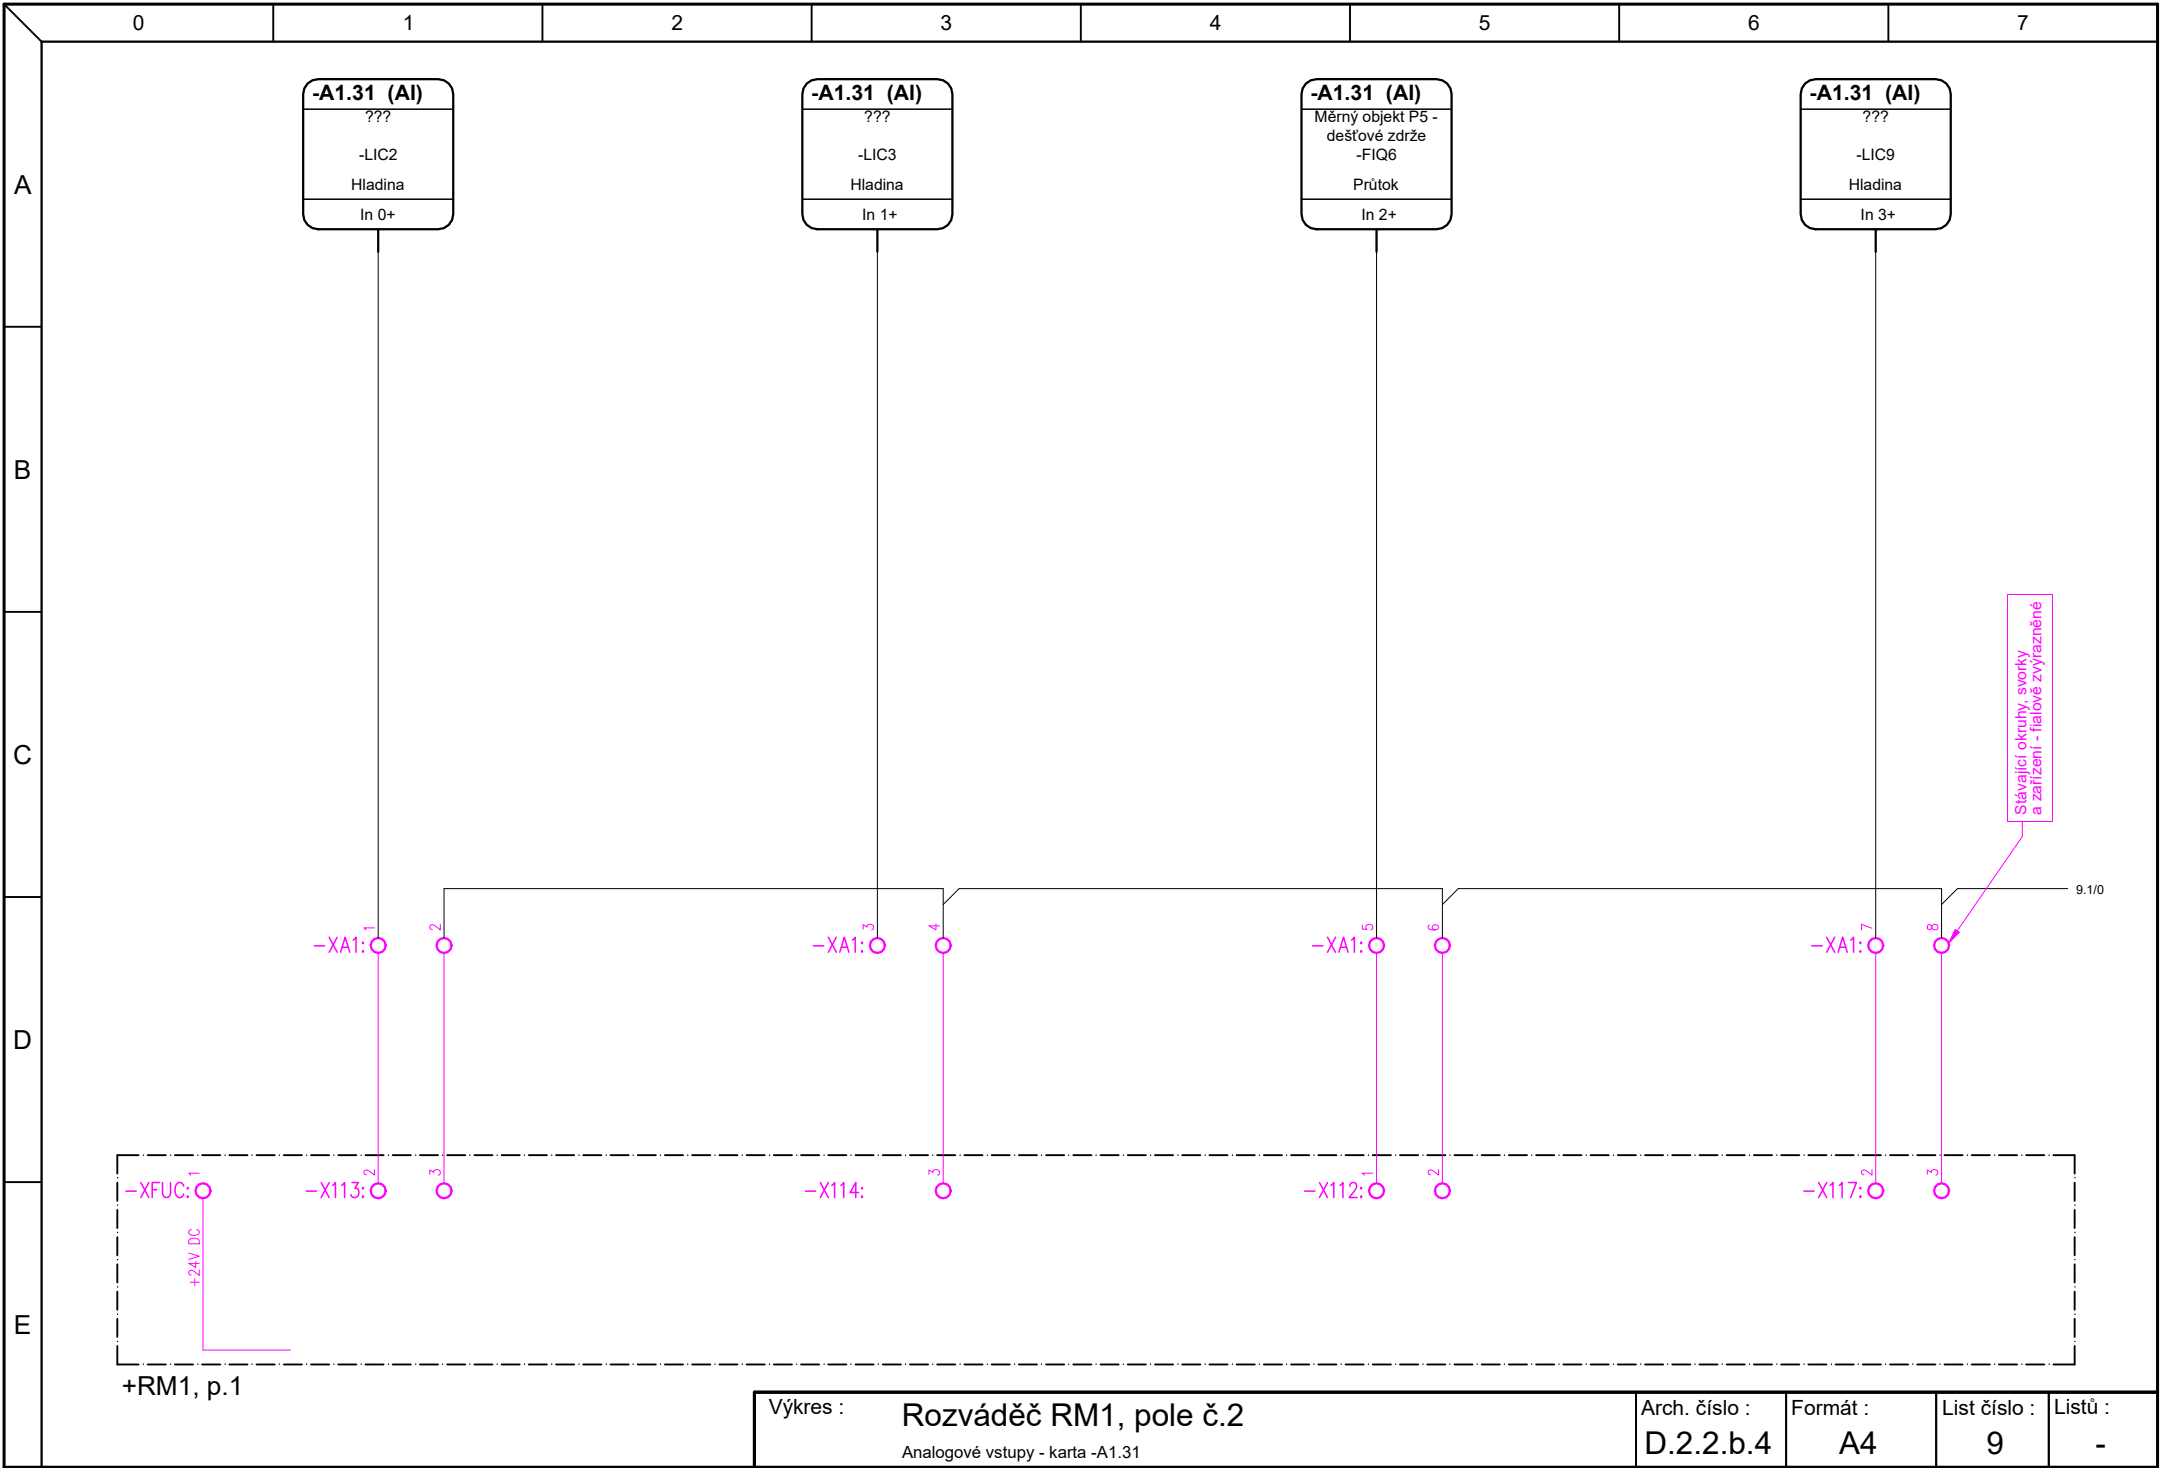 0 1 2 3 4 5 6 7
-A1.31 (AI)
???
-LIC2
Hladina
In 0+
-A1.31 (AI)
???
-LIC3
Hladina
In 1+
-A1.31 (AI)
Měrný objekt P5 -
dešťové zdrže
-FIQ6
Průtok
In 2+
-A1.31 (AI)
???
-LIC9
Hladina
In 3+
A
B
C
D
E
Stávající okruhy, svorky
a zařízení - fialově zvýrazněné
9.1/0
-XA1: 1 2
-XA1: 3 4
-XA1: 5 6
-XA1: 7 8
-XFUC: 1
-X113: 2 3
-X114: 3
-X112: 1 2
-X117: 2 3
+24V DC
+RM1, p.1
Výkres : Rozváděč RM1, pole č.2
Analogové vstupy - karta -A1.31
Arch. číslo :
D.2.2.b.4
Formát :
A4
List číslo :
9
Listů :
-